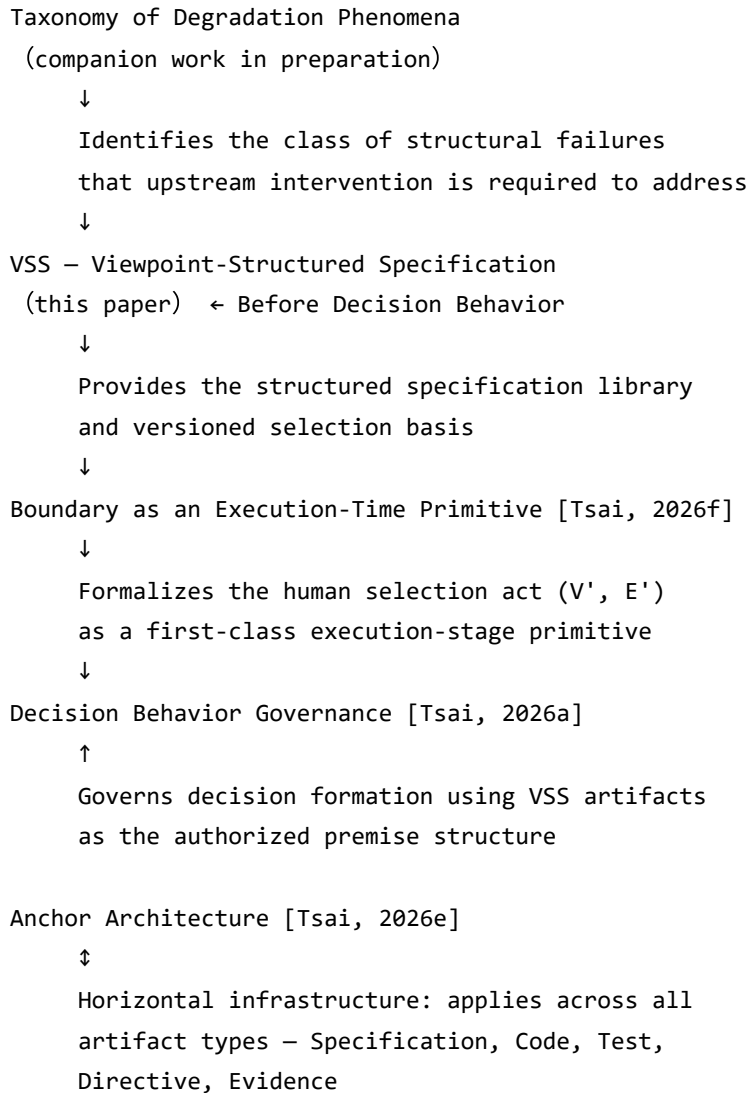 Taxonomy of Degradation Phenomena
（companion work in preparation）
↓
Identifies the class of structural failures
that upstream intervention is required to address
↓
VSS — Viewpoint-Structured Specification
（this paper） ← Before Decision Behavior
↓
Provides the structured specification library
and versioned selection basis
↓
Boundary as an Execution-Time Primitive [Tsai, 2026f]
↓
Formalizes the human selection act (V', E')
as a first-class execution-stage primitive
↓
Decision Behavior Governance [Tsai, 2026a]
↑
Governs decision formation using VSS artifacts
as the authorized premise structure
Anchor Architecture [Tsai, 2026e]
↕
Horizontal infrastructure: applies across all
artifact types — Specification, Code, Test,
Directive, Evidence